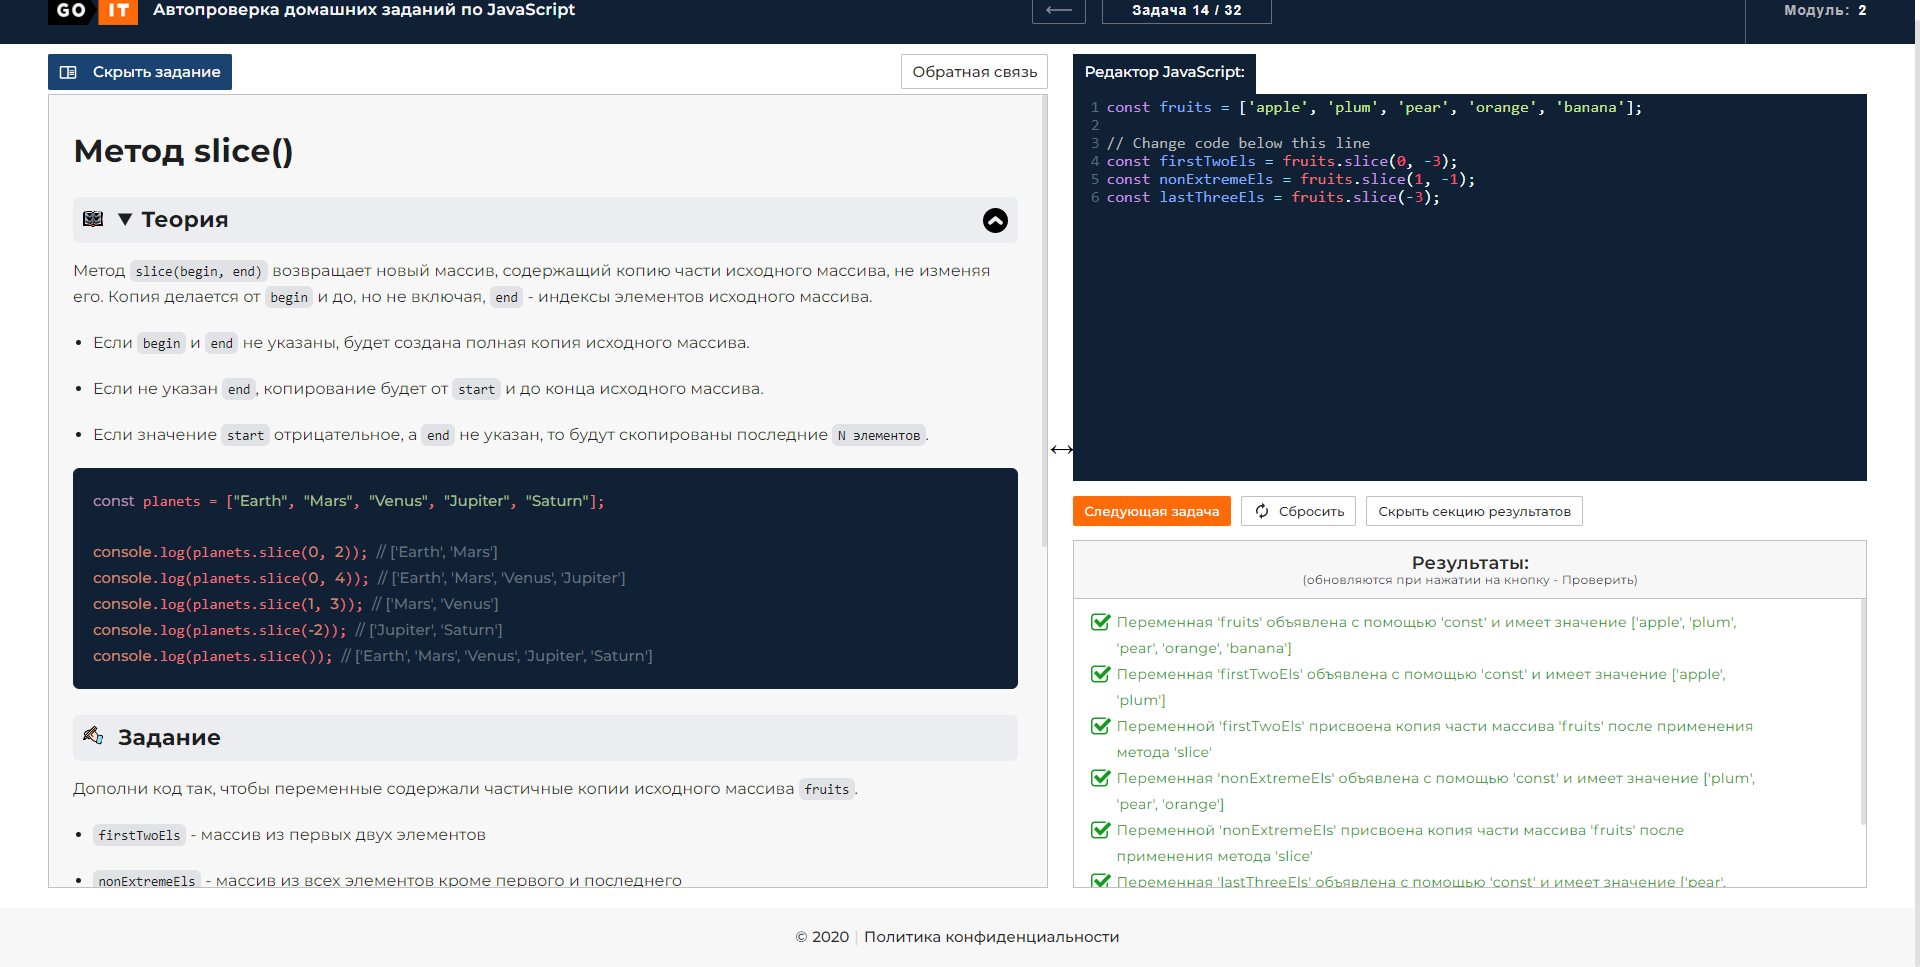 GO IT
Автопроверка домашних заданий по JavaScript
Задача 14 / 32
Модуль: 2
Скрыть задание
Обратная связь
Метод slice()
Теория
Метод slice(begin, end) возвращает новый массив, содержащий копию части исходного массива, не изменяя
его. Копия делается от begin и до, но не включая, end - индексы элементов исходного массива.
• Если begin и end не указаны, будет создана полная копия исходного массива.
• Если не указан end, копирование будет от start и до конца исходного массива.
• Если значение start отрицательное, а end не указан, то будут скопированы последние N элементов.
const planets = ["Earth", "Mars", "Venus", "Jupiter", "Saturn"];
console.log(planets.slice(0, 2)); // ['Earth', 'Mars']
console.log(planets.slice(0, 4)); // ['Earth', 'Mars', 'Venus', 'Jupiter']
console.log(planets.slice(1, 3)); // ['Mars', 'Venus']
console.log(planets.slice(-2)); // ['Jupiter', 'Saturn']
console.log(planets.slice()); // ['Earth', 'Mars', 'Venus', 'Jupiter', 'Saturn']
Задание
Дополни код так, чтобы переменные содержали частичные копии исходного массива fruits.
• firstTwoEls - массив из первых двух элементов
• nonExtremeEls - массив из всех элементов кроме первого и последнего
Редактор JavaScript:
1 const fruits = ['apple', 'plum', 'pear', 'orange', 'banana'];
2
3 // Change code below this line
4 const firstTwoEls = fruits.slice(0, -3);
5 const nonExtremeEls = fruits.slice(1, -1);
6 const lastThreeEls = fruits.slice(-3);
Следующая задача
Сбросить
Скрыть секцию результатов
Результаты:
(обновляются при нажатии на кнопку - Проверить)
Переменная 'fruits' объявлена с помощью 'const' и имеет значение ['apple', 'plum',
'pear', 'orange', 'banana']
Переменная 'firstTwoEls' объявлена с помощью 'const' и имеет значение ['apple',
'plum']
Переменной 'firstTwoEls' присвоена копия части массива 'fruits' после применения
метода 'slice'
Переменная 'nonExtremeEls' объявлена с помощью 'const' и имеет значение ['plum',
'pear', 'orange']
Переменной 'nonExtremeEls' присвоена копия части массива 'fruits' после
применения метода 'slice'
Переменная 'lastThreeEls' объявлена с помощью 'const' и имеет значение ['pear',
© 2020 | Политика конфиденциальности